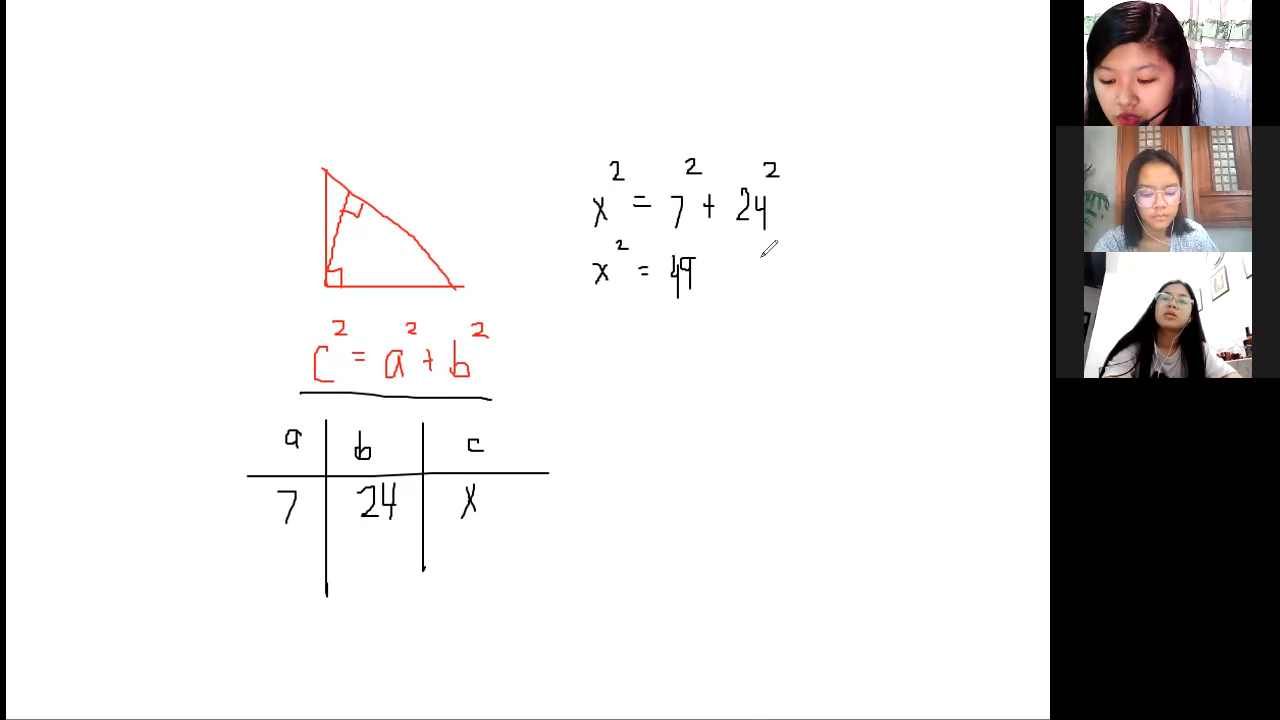 x² = 7² + 24²
x² = 49
c² = a² + b²
a b c
7 24 x